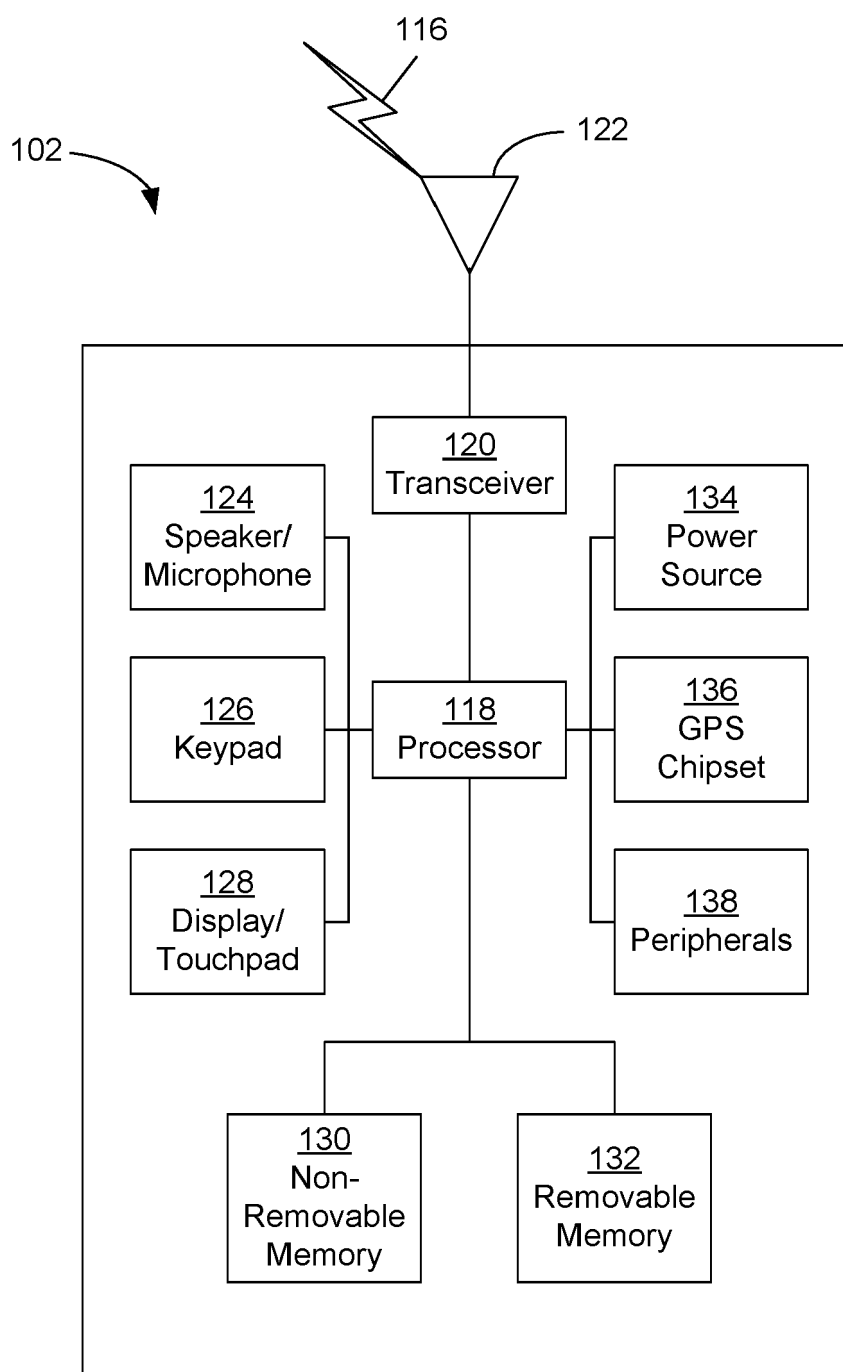 116
122
102
120
Transceiver
124
Speaker/
Microphone
134
Power
Source
126
Keypad
118
Processor
136
GPS
Chipset
128
Display/
Touchpad
138
Peripherals
130
Non-
Removable
Memory
132
Removable
Memory